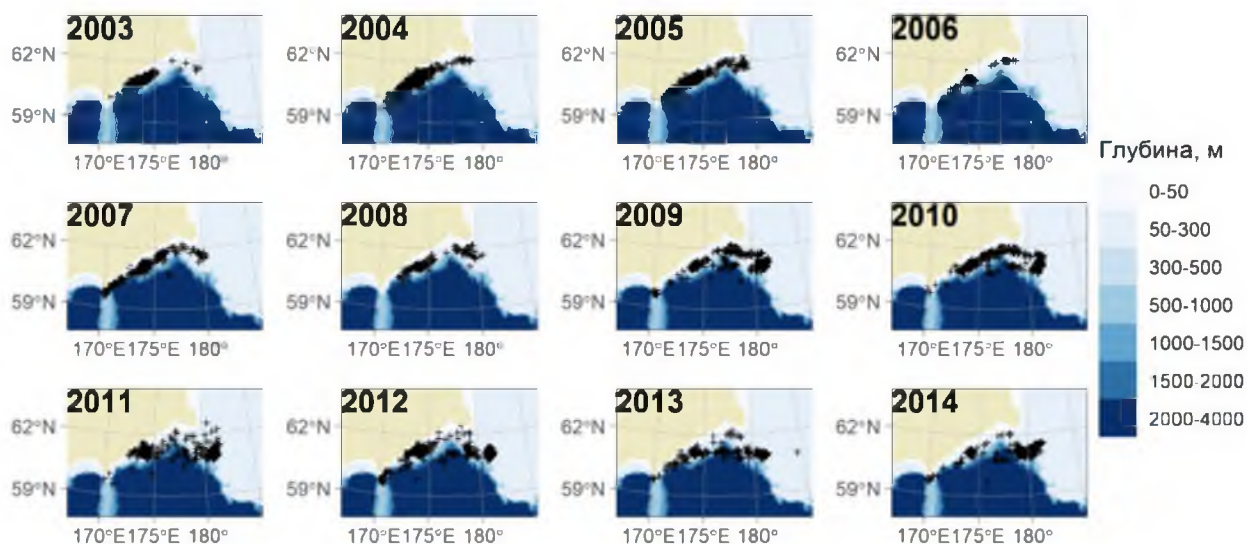 2003 2004 2005 2006
62°N 62°N 62°N 62°N
59°N 59°N 59°N 59°N
170°E175°E 180° 170°E175°E 180° 170°E175°E 180° 170°E175°E 180°
Глубина, м
0-50
50-300
300-500
500-1000
1000-1500
1500-2000
2000-4000
2007 2008 2009 2010
62°N 62°N 62°N 62°N
59°N 59°N 59°N 59°N
170°E175°E 180° 170°E175°E 180° 170°E175°E 180° 170°E175°E 180°
2011 2012 2013 2014
62°N 62°N 62°N 62°N
59°N 59°N 59°N 59°N
170°E175°E 180° 170°E175°E 180° 170°E175°E 180° 170°E175°E 180°